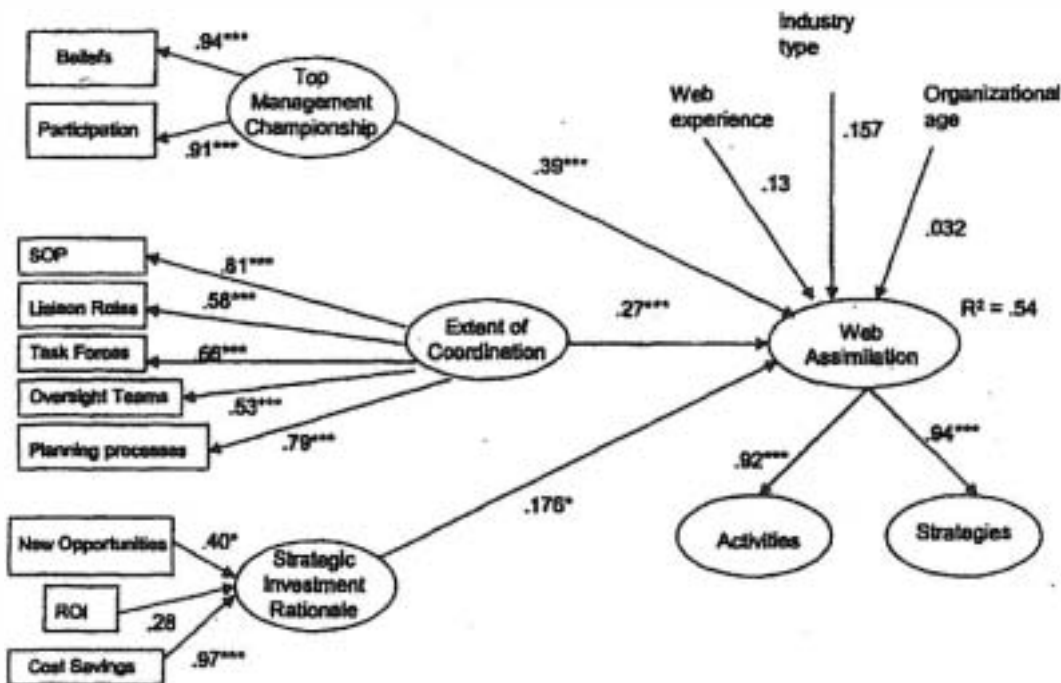 Beliefs
.94***
Top
Management
Championship
Participation
.91***
Industry
type
Web
experience
Organizational
age
.157
.13
.032
.39***
SOP
.81***
Liaison Roles
.58***
Task Forces
.66***
Oversight Teams
.53***
Planning processes
.79***
Extent of
Coordination
.27***
Web
Assimilation
R² = .54
.92***
.94***
Activities
Strategies
.176*
New Opportunities
.40*
ROI
.28
Cost Savings
.97***
Strategic
Investment
Rationale